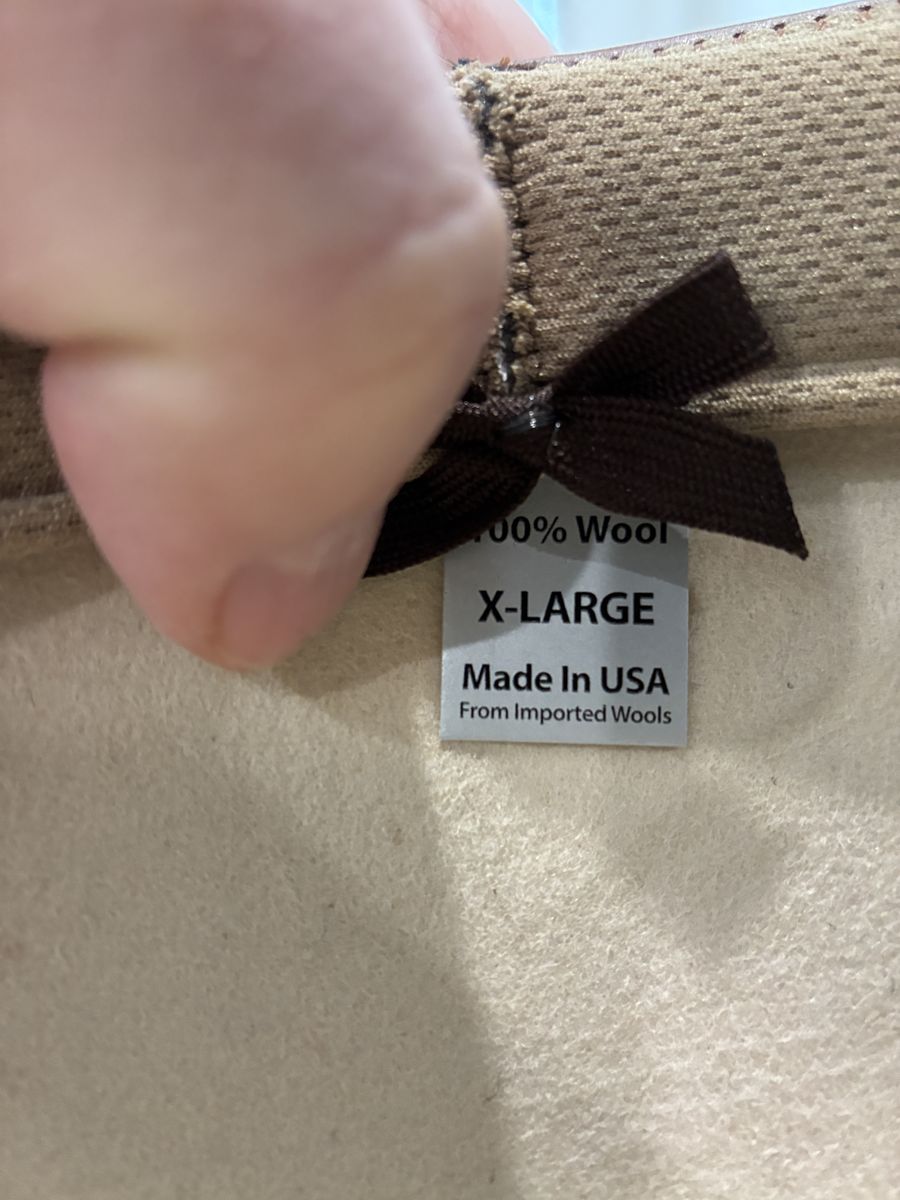 100% Wool
X-LARGE
Made In USA
From Imported Wools